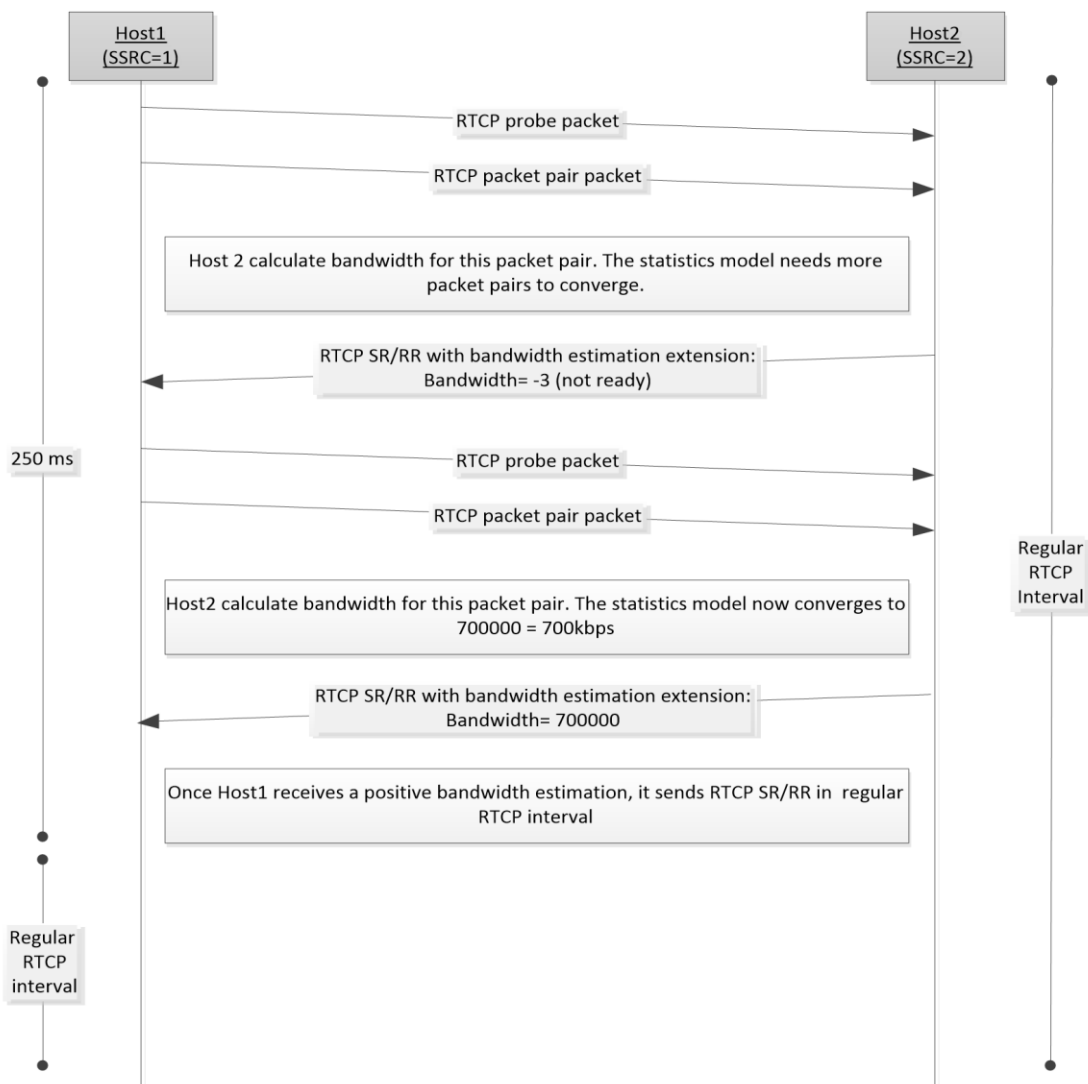 Host1
(SSRC=1)
Host2
(SSRC=2)
RTCP probe packet
RTCP packet pair packet
Host 2 calculate bandwidth for this packet pair. The statistics model needs more
packet pairs to converge.
RTCP SR/RR with bandwidth estimation extension:
Bandwidth= -3 (not ready)
250 ms
RTCP probe packet
RTCP packet pair packet
Regular
RTCP
Interval
Host2 calculate bandwidth for this packet pair. The statistics model now converges to
700000 = 700kbps
RTCP SR/RR with bandwidth estimation extension:
Bandwidth= 700000
Once Host1 receives a positive bandwidth estimation, it sends RTCP SR/RR in  regular
RTCP interval
Regular
RTCP
interval